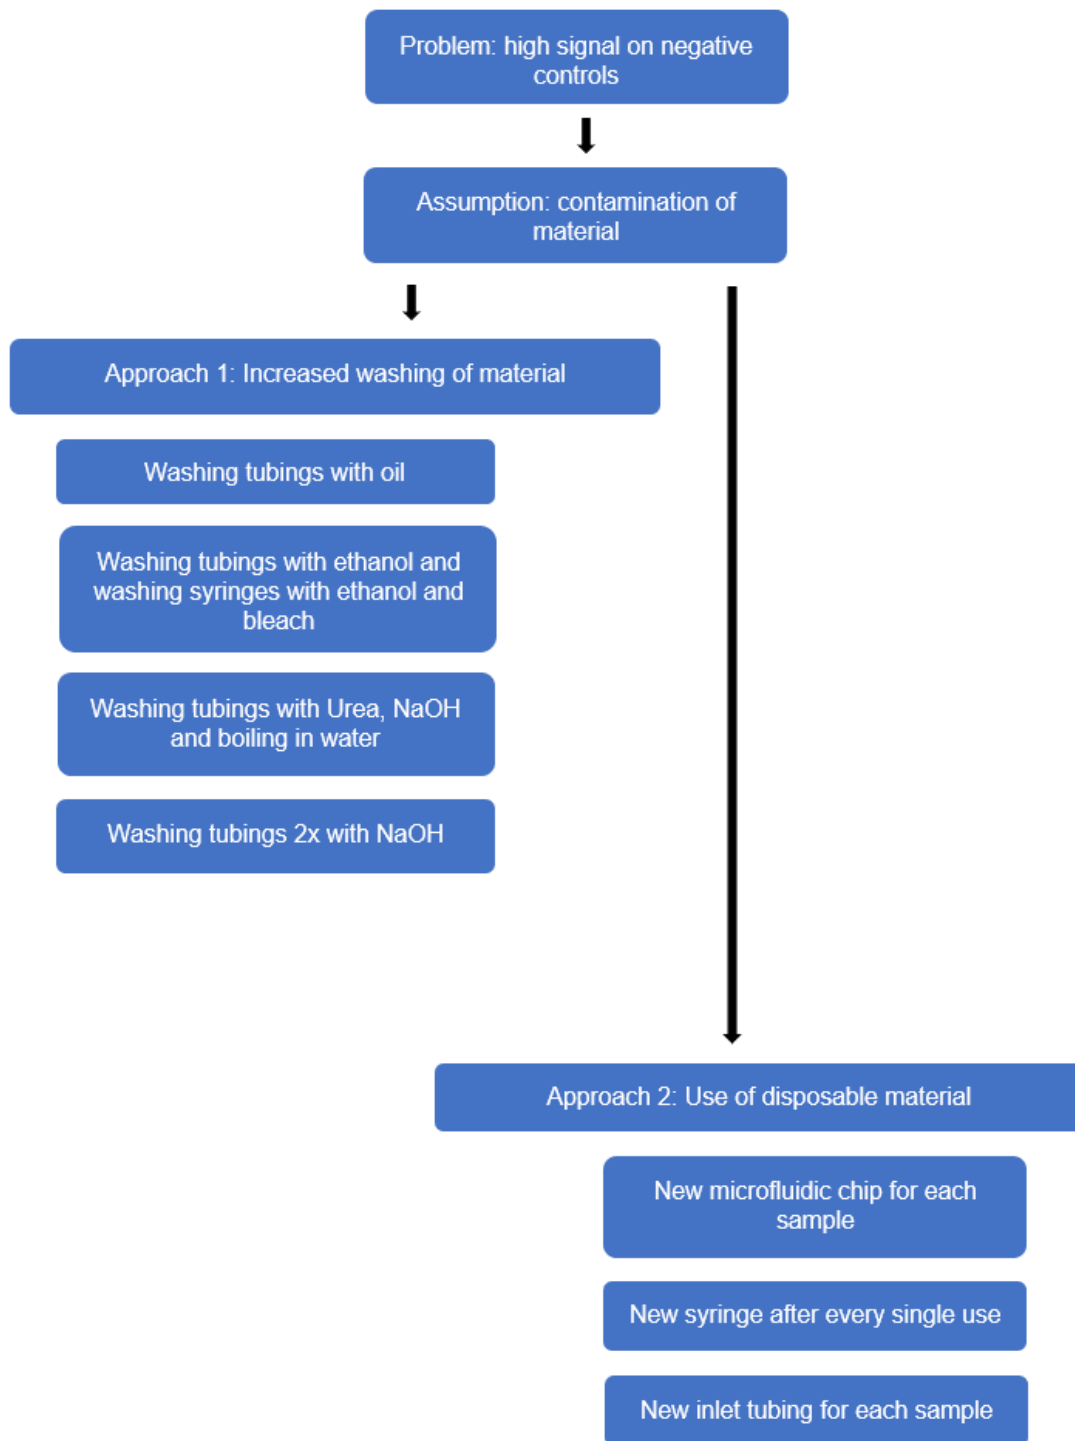 Problem: high signal on negative
controls
Assumption: contamination of
material
Approach 1: Increased washing of material
Washing tubings with oil
Washing tubings with ethanol and
washing syringes with ethanol and
bleach
Washing tubings with Urea, NaOH
and boiling in water
Washing tubings 2x with NaOH
Approach 2: Use of disposable material
New microfluidic chip for each
sample
New syringe after every single use
New inlet tubing for each sample